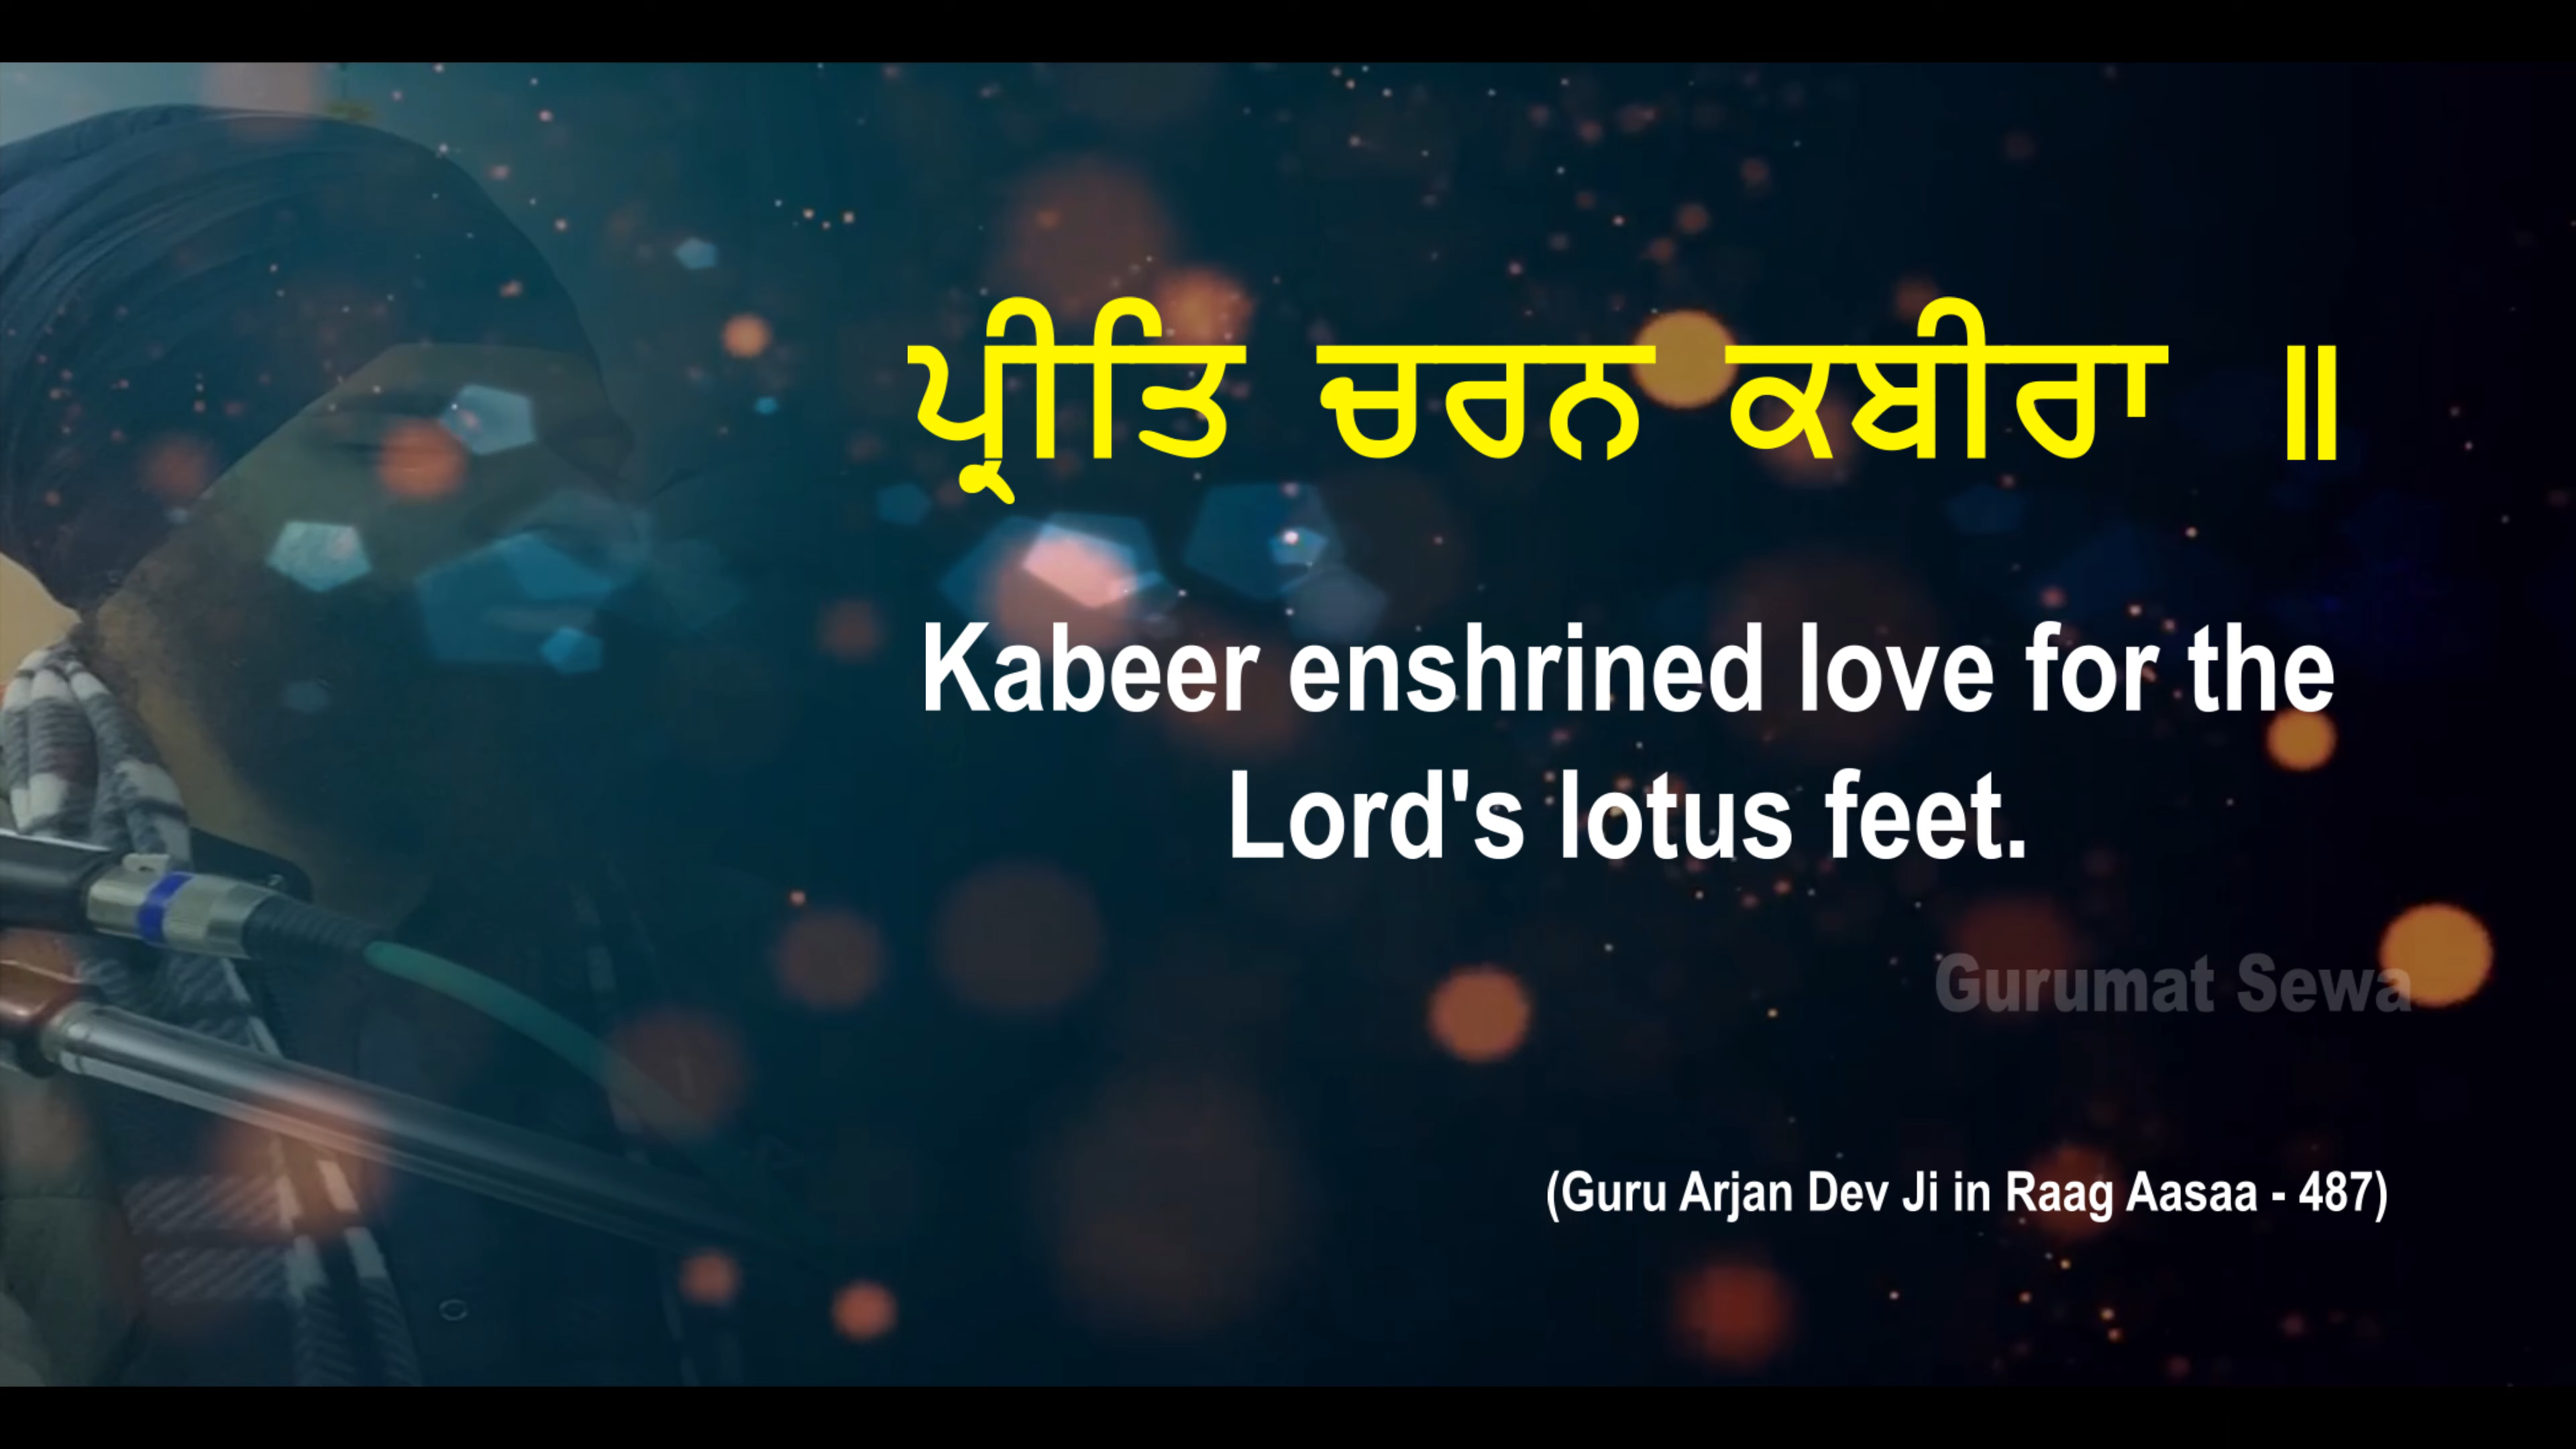 ਪ੍ਰੀਤਿ ਚਰਨ ਕਬੀਰਾ ॥
Kabeer enshrined love for the
Lord's lotus feet.
Gurumat Sewa
(Guru Arjan Dev Ji in Raag Aasaa - 487)